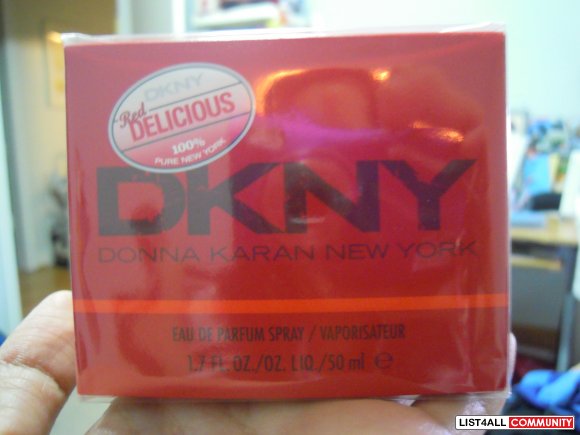 DKNY
Red
DELICIOUS
100%
PURE NEW YORK
DKNY
DONNA KARAN NEW YORK
EAU DE PARFUM SPRAY / VAPORISATEUR
1.7 FL. OZ./OZ. LIQ./50 ml ℮
LIST4ALL COMMUNITY